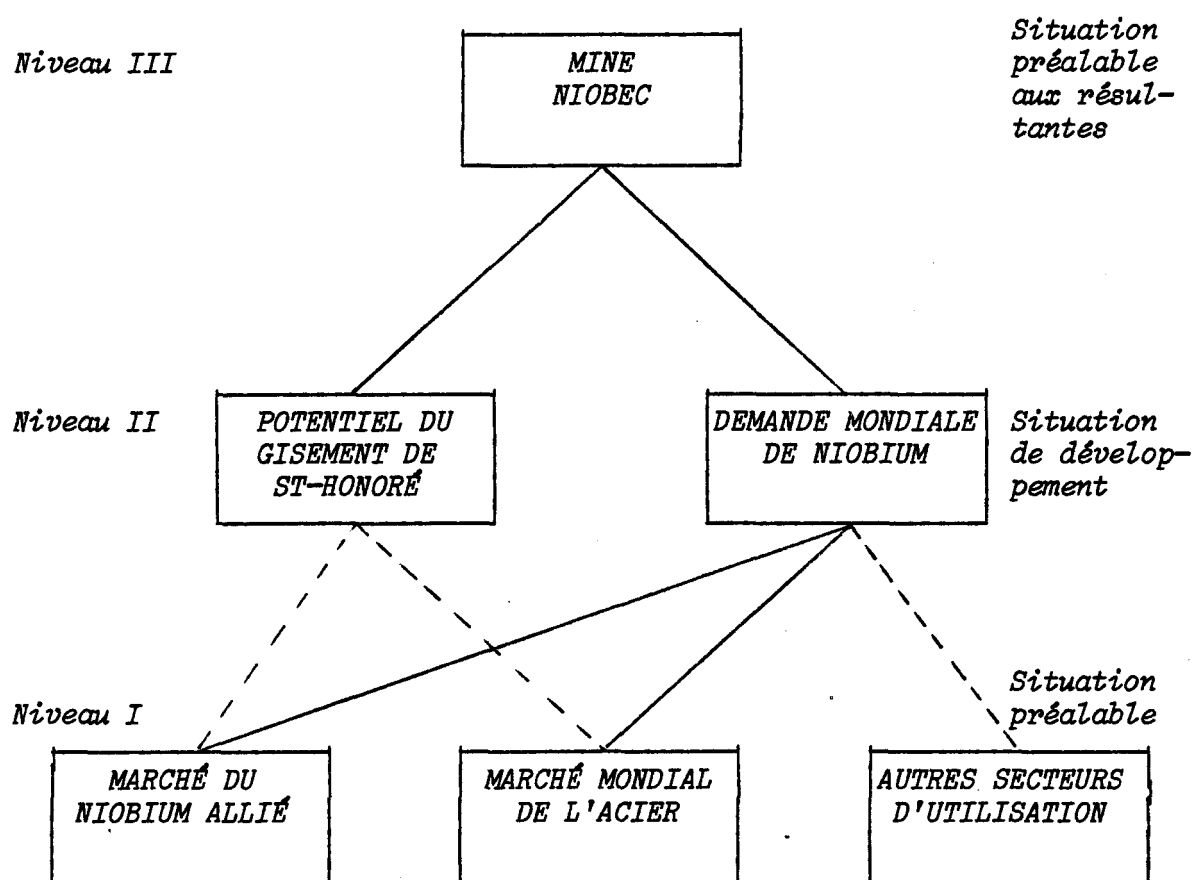 Niveau III
MINE
NIOBEC
Situation
préalable
aux résul-
tantes
Niveau II
POTENTIEL DU
GISEMENT DE
ST-HONORÉ
DEMANDE MONDIALE
DE NIOBIUM
Situation
de dévelop-
pement
Niveau I
Situation
préalable
MARCHÉ DU
NIOBIUM ALLIÉ
MARCHÉ MONDIAL
DE L'ACIER
AUTRES SECTEURS
D'UTILISATION